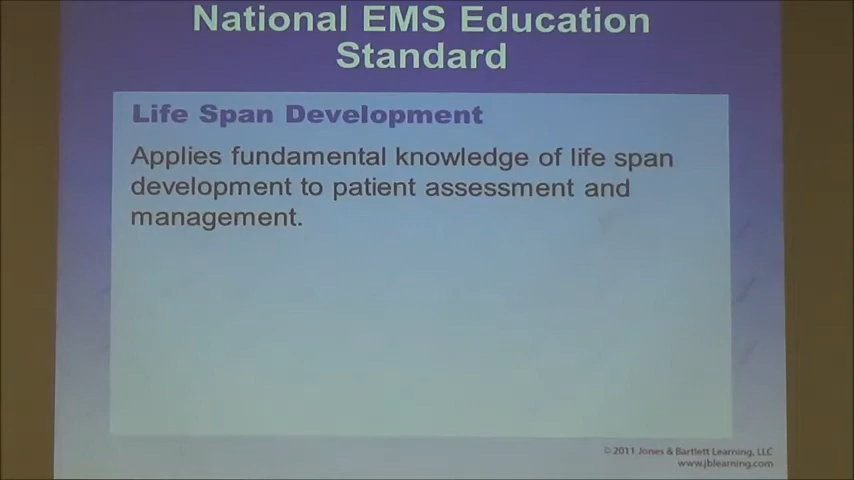 National EMS Education
Standard
Life Span Development
Applies fundamental knowledge of life span
development to patient assessment and
management.
© 2011 Jones & Bartlett Learning, LLC
www.jblearning.com